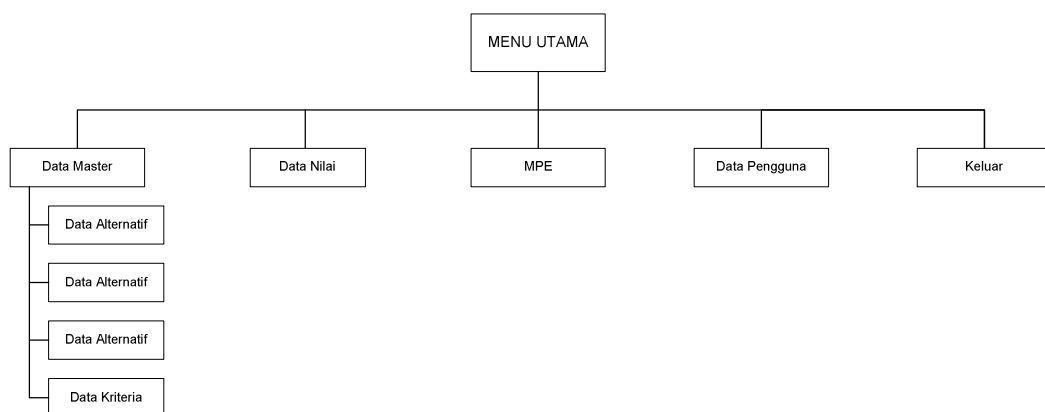 MENU UTAMA
Data Master
Data Nilai
MPE
Data Pengguna
Keluar
Data Alternatif
Data Alternatif
Data Alternatif
Data Kriteria